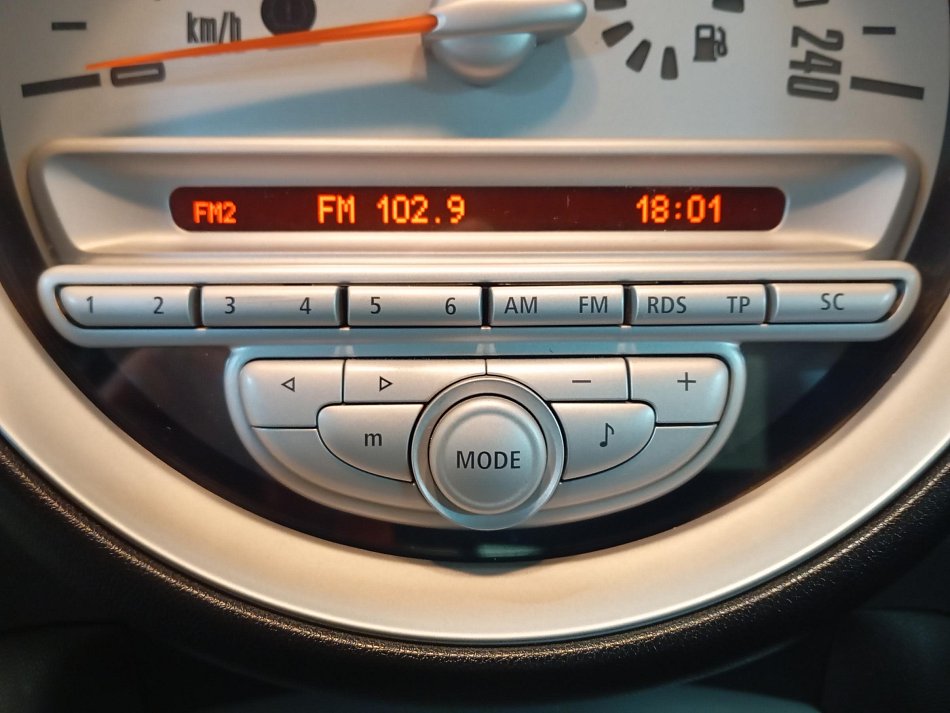 km/h
0
240
FM2 FM 102.9 18:01
1 2 3 4 5 6 AM FM RDS TP SC
− +
m MODE